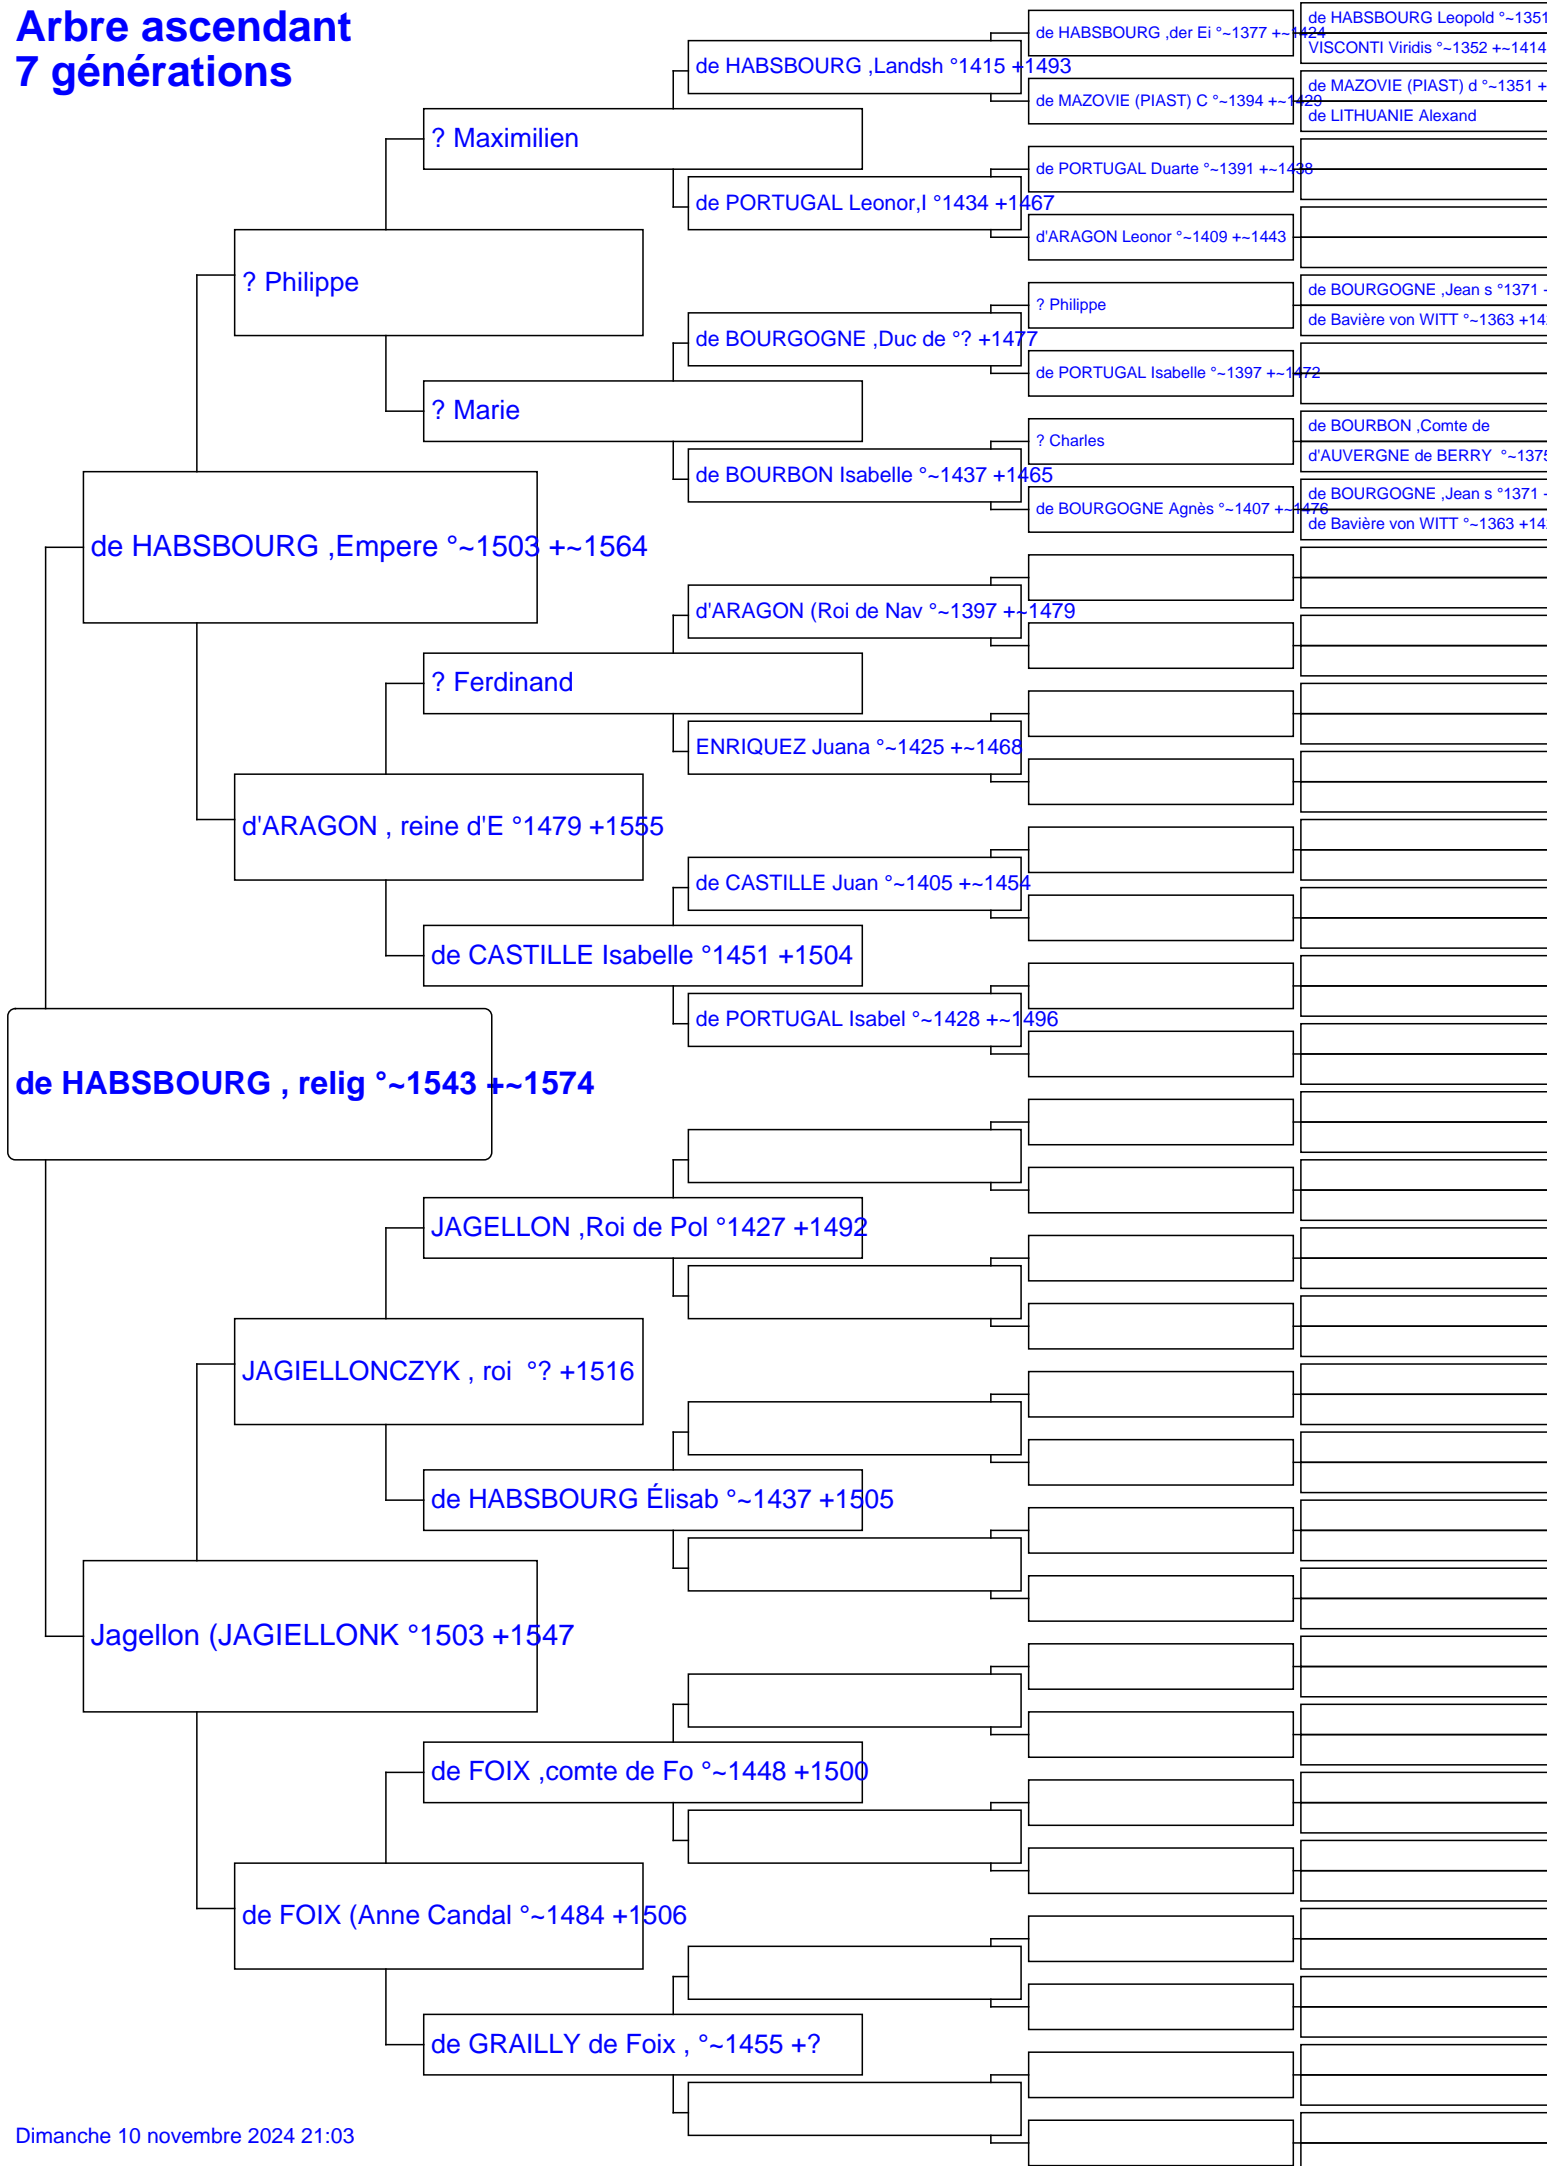 Arbre ascendant
7 générations
de HABSBOURG ,der Ei °~1377 +~1424
de HABSBOURG Leopold °~1351
VISCONTI Viridis °~1352 +~1414
de HABSBOURG ,Landsh °1415 +1493
de MAZOVIE (PIAST) C °~1394 +~1429
de MAZOVIE (PIAST) d °~1351 +
de LITHUANIE Alexand
? Maximilien
de PORTUGAL Duarte °~1391 +~1438
de PORTUGAL Leonor,I °1434 +1467
d'ARAGON Leonor °~1409 +~1443
? Philippe
? Philippe
de BOURGOGNE ,Jean s °1371 +
de Bavière von WITT °~1363 +14
de BOURGOGNE ,Duc de °? +1477
de PORTUGAL Isabelle °~1397 +~1472
? Marie
? Charles
de BOURBON ,Comte de
d'AUVERGNE de BERRY °~1375
de BOURBON Isabelle °~1437 +1465
de BOURGOGNE Agnès °~1407 +~1476
de BOURGOGNE ,Jean s °1371 +
de Bavière von WITT °~1363 +14
de HABSBOURG ,Empere °~1503 +~1564
d'ARAGON (Roi de Nav °~1397 +~1479
? Ferdinand
ENRIQUEZ Juana °~1425 +~1468
d'ARAGON , reine d'E °1479 +1555
de CASTILLE Juan °~1405 +~1454
de CASTILLE Isabelle °1451 +1504
de PORTUGAL Isabel °~1428 +~1496
de HABSBOURG , relig °~1543 +~1574
JAGELLON ,Roi de Pol °1427 +1492
JAGIELLONCZYK , roi °? +1516
de HABSBOURG Élisab °~1437 +1505
Jagellon (JAGIELLONK °1503 +1547
de FOIX ,comte de Fo °~1448 +1500
de FOIX (Anne Candal °~1484 +1506
de GRAILLY de Foix , °~1455 +?
Dimanche 10 novembre 2024 21:03